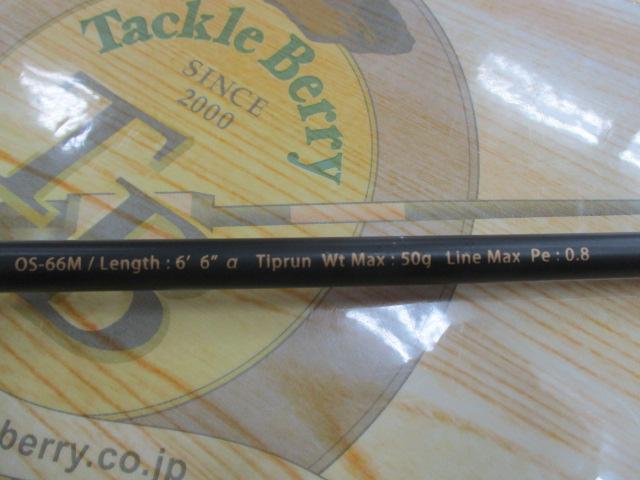 Tackle Berry
SINCE
2000
TB
OS-66M / Length : 6' 6" α Tiprun Wt Max : 50g Line Max Pe : 0.8
berry.co.jp